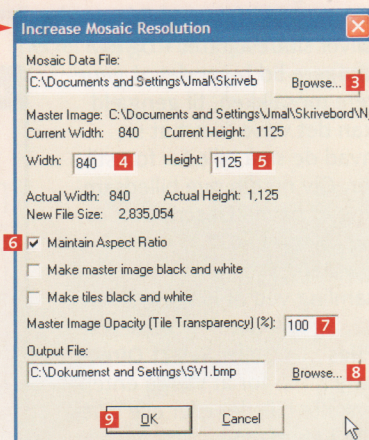 Increase Mosaic Resolution
Mosaic Data File:
C:\Documents and Settings\Jmal\Skriveb Browse... 3
Master Image: C:\Documents and Settings\Jmal\Skrivebord\N
Current Width: 840 Current Height: 1125
Width: 840 4 Height: 1125 5
Actual Width: 840 Actual Height: 1,125
New File Size: 2,835,054
6 Maintain Aspect Ratio
Make master image black and white
Make tiles black and white
Master Image Opacity (Tile Transparency) (%): 100 7
Output File:
C:\Dokumenst and Settings\SV1.bmp Browse... 8
9 OK Cancel